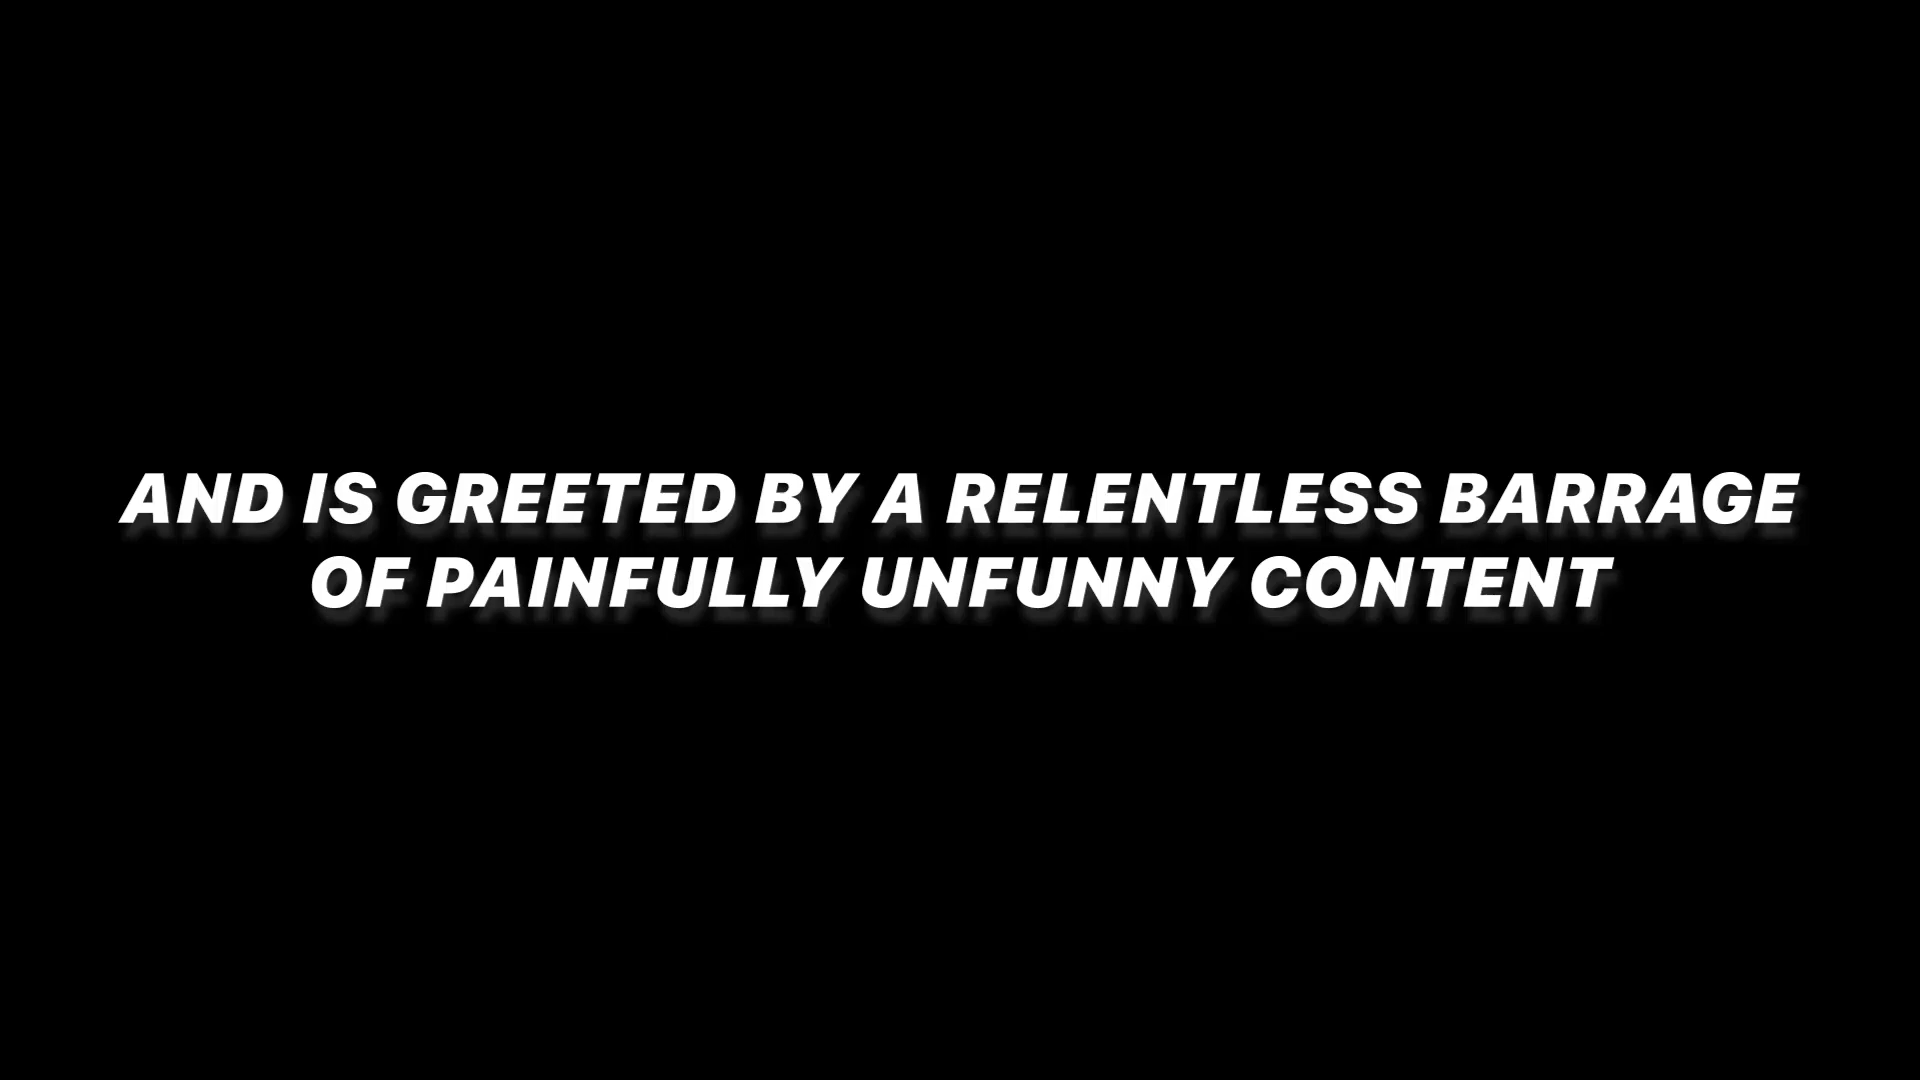 AND IS GREETED BY A RELENTLESS BARRAGE
OF PAINFULLY UNFUNNY CONTENT